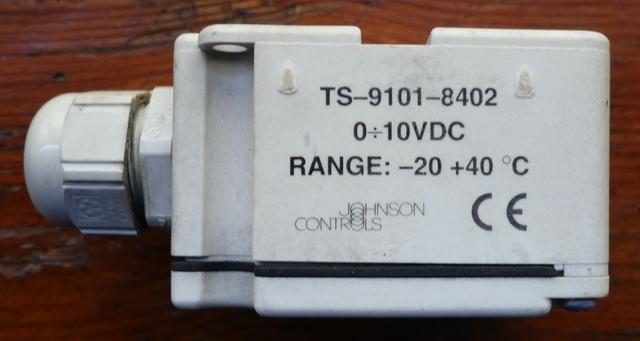 TS-9101-8402
0÷10VDC
RANGE: -20 +40 °C
JOHNSON
CONTROLS
CE